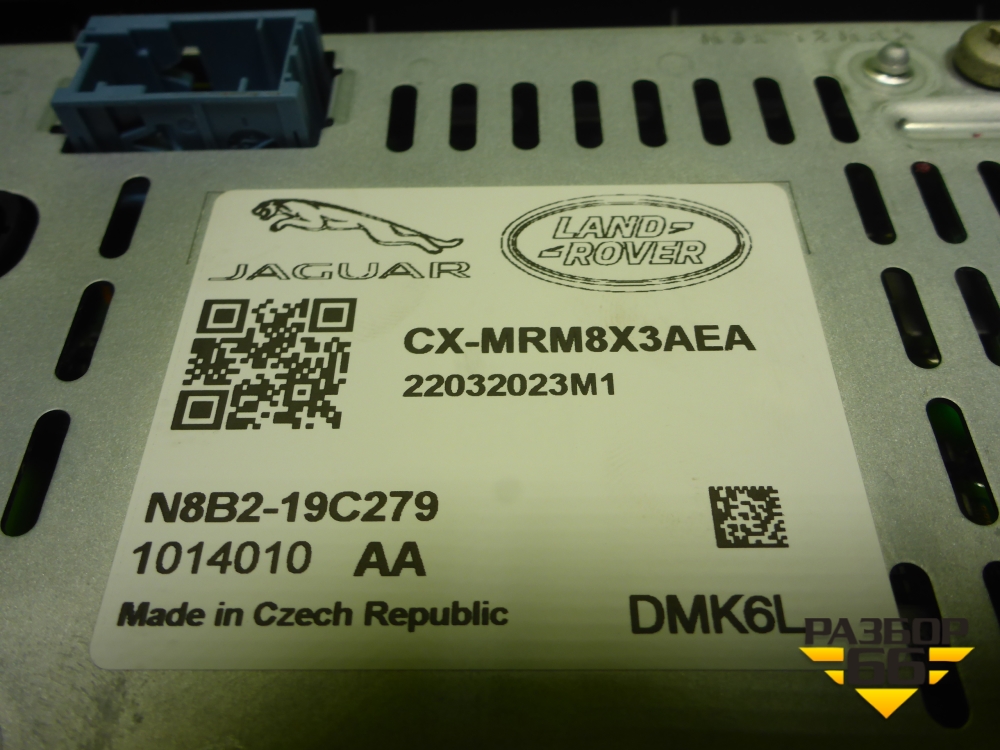 JAGUAR
LAND-
-ROVER
CX-MRM8X3AEA
22032023M1
N8B2-19C279
1014010 AA
Made in Czech Republic
DMK6L
РАЗБОР
66